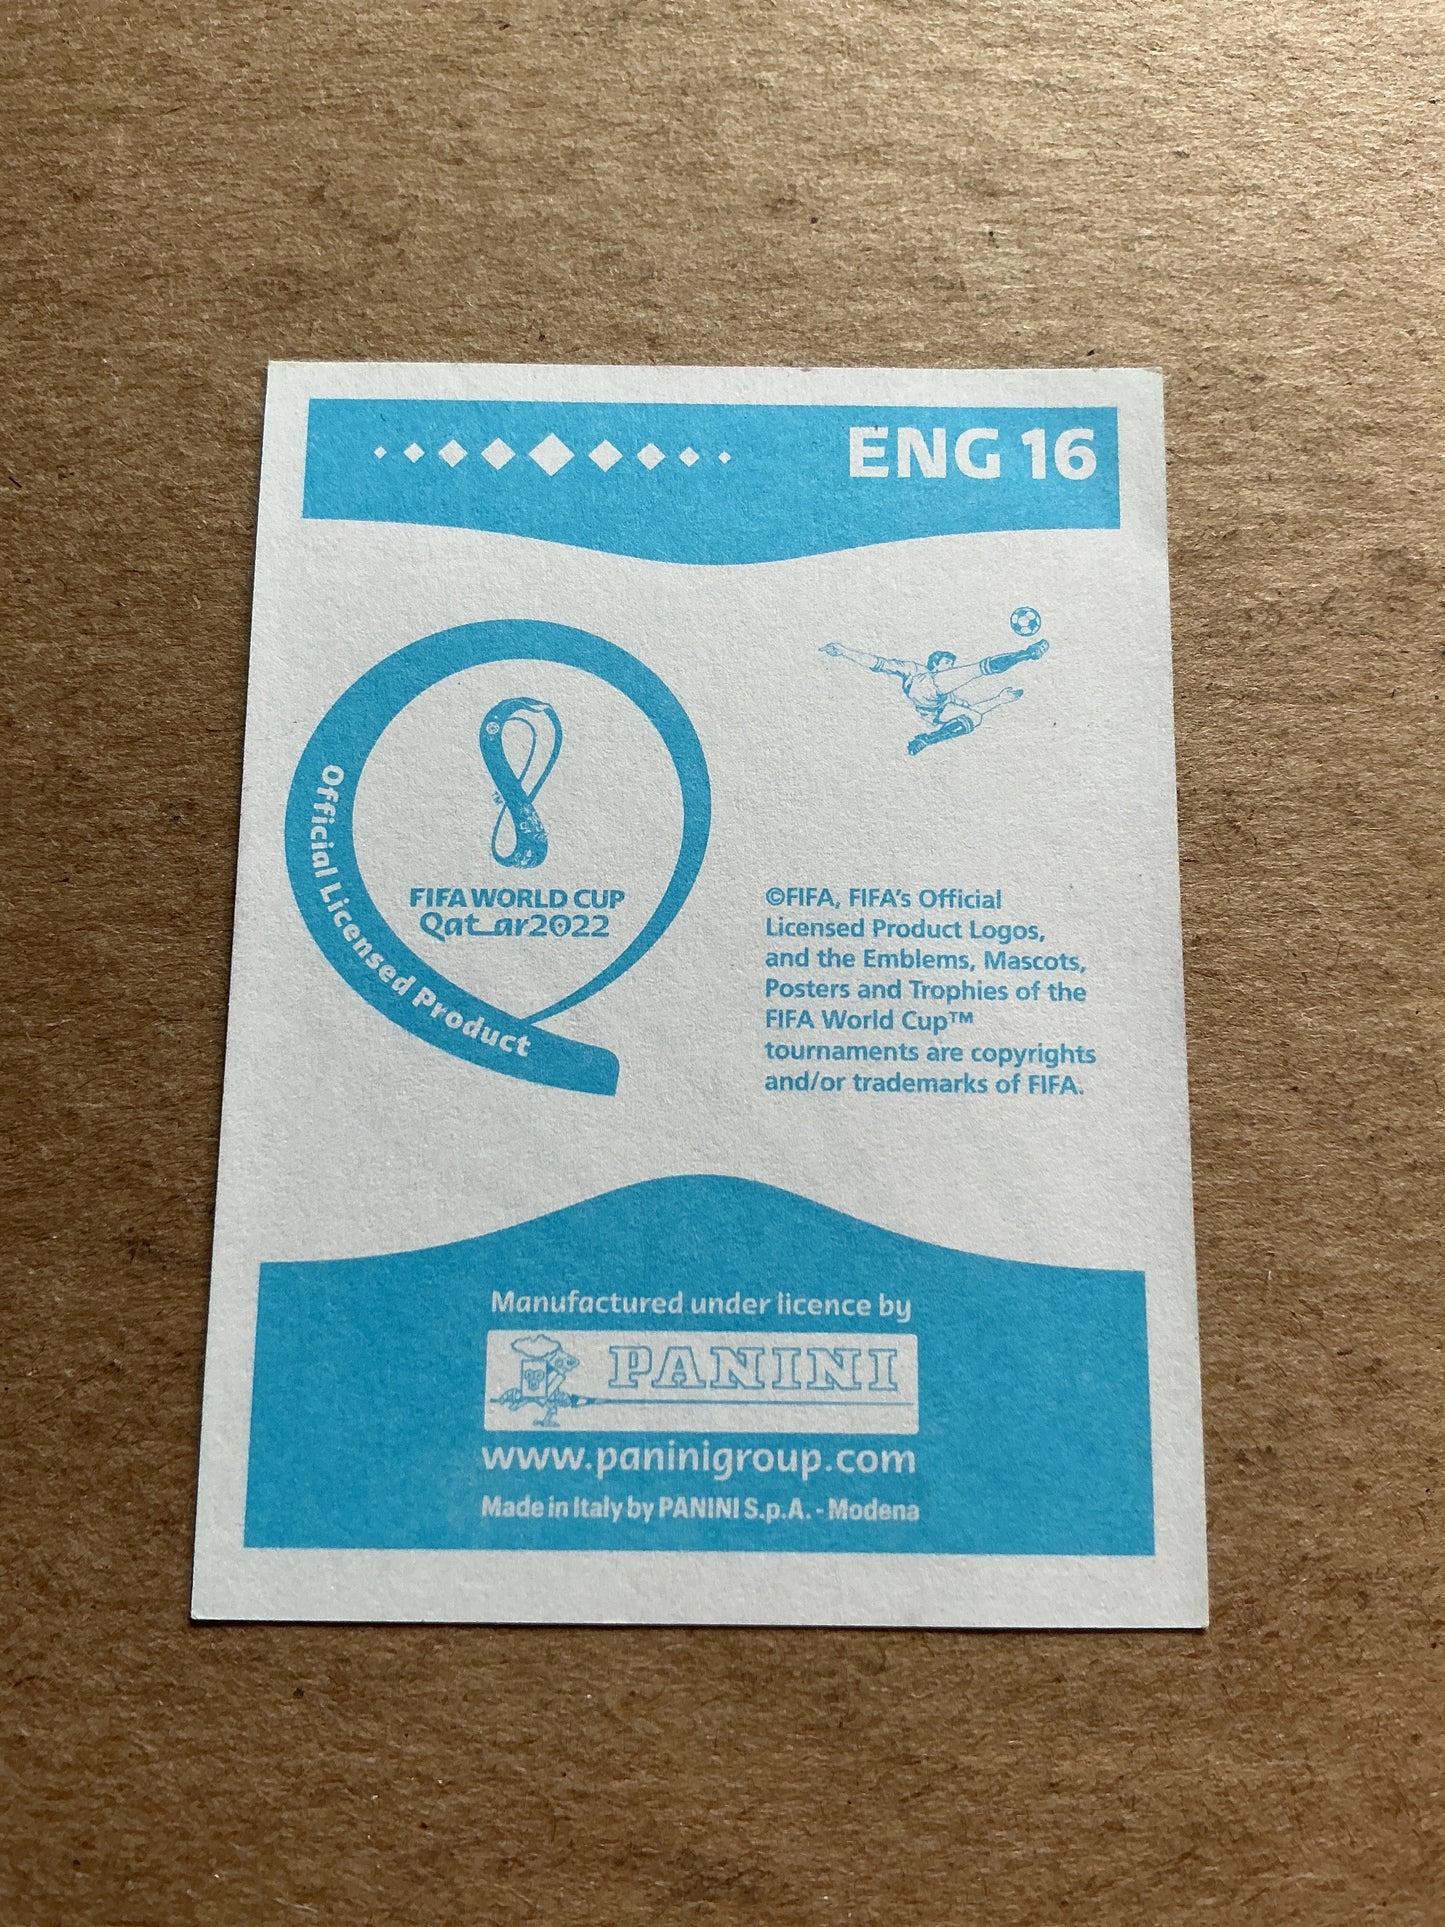 ENG 16
Official Licensed Product
TM
FIFA WORLD CUP
Qatar2022
©FIFA, FIFA's Official
Licensed Product Logos,
and the Emblems, Mascots,
Posters and Trophies of the
FIFA World Cup™
tournaments are copyrights
and/or trademarks of FIFA.
Manufactured under licence by
PANINI
www.paninigroup.com
Made in Italy by PANINI S.p.A. - Modena